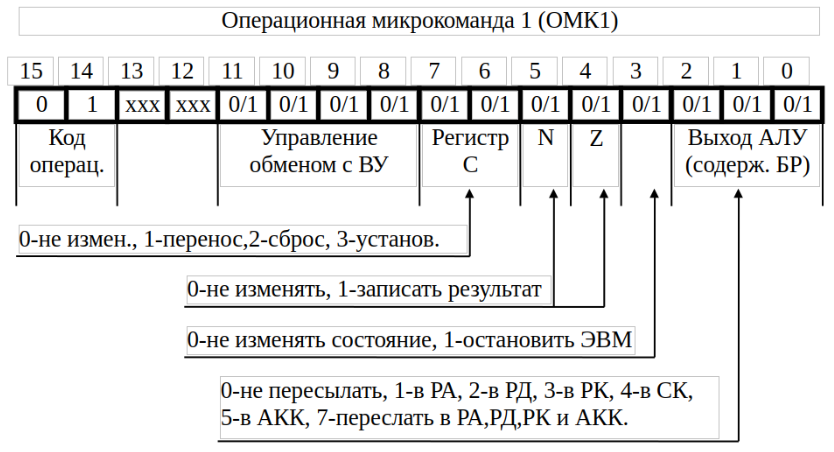 Операционная микрокоманда 1 (ОМК1)
15 14 13 12 11 10 9 8 7 6 5 4 3 2 1 0
0 1 xxx xxx 0/1 0/1 0/1 0/1 0/1 0/1 0/1 0/1 0/1 0/1 0/1 0/1
Код
операц.
Управление
обменом с ВУ
Регистр
С
N
Z
Выход АЛУ
(содерж. БР)
0-не измен., 1-перенос,2-сброс, 3-установ.
0-не изменять, 1-записать результат
0-не изменять состояние, 1-остановить ЭВМ
0-не пересылать, 1-в РА, 2-в РД, 3-в РК, 4-в СК,
5-в АКК, 7-переслать в РА,РД,РК и АКК.